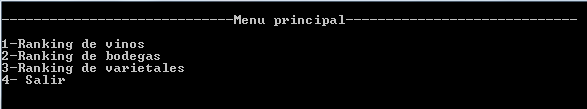 -----------------------------Menu principal-----------------------------
1-Ranking de vinos
2-Ranking de bodegas
3-Ranking de varietales
4- Salir